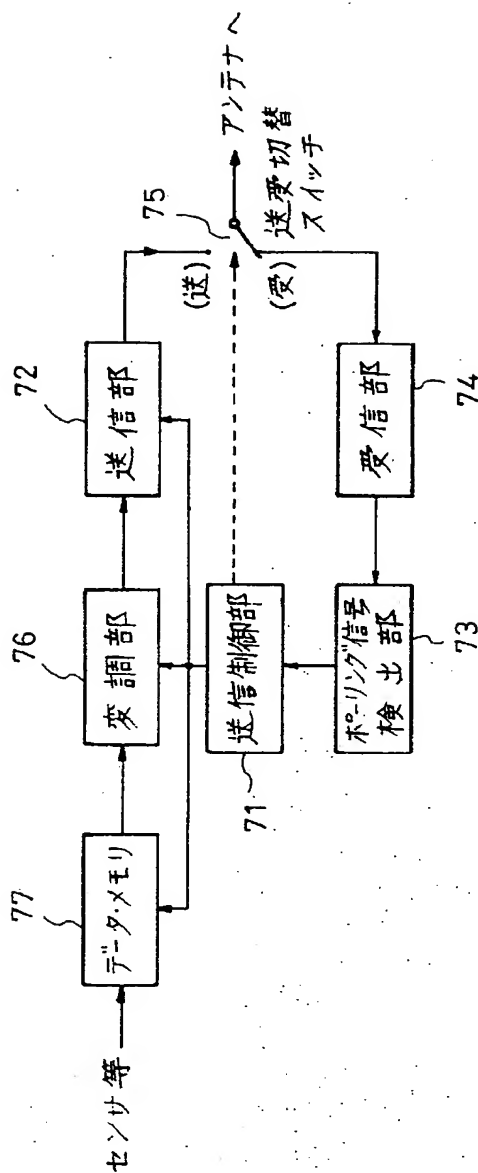 センサ等
77
データ・メモリ
76
変調部
72
送信部
(送)
75
アンテナへ
送受切替
スイッチ
(受)
71
送信制御部
73
ポーリング信号
検出部
74
受信部